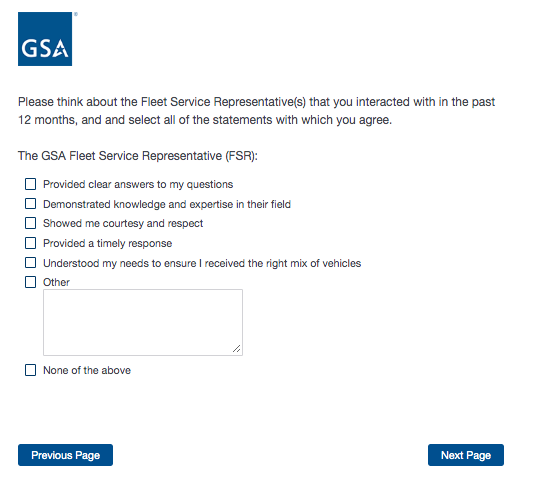 GSA
Please think about the Fleet Service Representative(s) that you interacted with in the past
12 months, and and select all of the statements with which you agree.
The GSA Fleet Service Representative (FSR):
Provided clear answers to my questions
Demonstrated knowledge and expertise in their field
Showed me courtesy and respect
Provided a timely response
Understood my needs to ensure I received the right mix of vehicles
Other
None of the above
Previous Page
Next Page